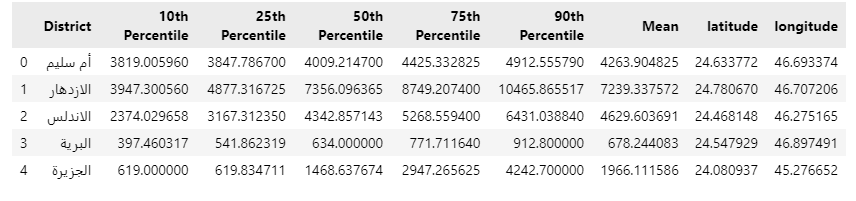 District 10th Percentile 25th Percentile 50th Percentile 75th Percentile 90th Percentile Mean latitude longitude
0 أم سليم 3819.005960 3847.786700 4009.214700 4425.332825 4912.555790 4263.904825 24.633772 46.693374
1 الازدهار 3947.300560 4877.316725 7356.096365 8749.207400 10465.865517 7239.337572 24.780670 46.707206
2 الاندلس 2374.029658 3167.312350 4342.857143 5268.559400 6431.038840 4629.603691 24.468148 46.275165
3 البرية 397.460317 541.862319 634.000000 771.711640 912.800000 678.244083 24.547929 46.897491
4 الجزيرة 619.000000 619.834711 1468.637674 2947.265625 4242.700000 1966.111586 24.080937 45.276652